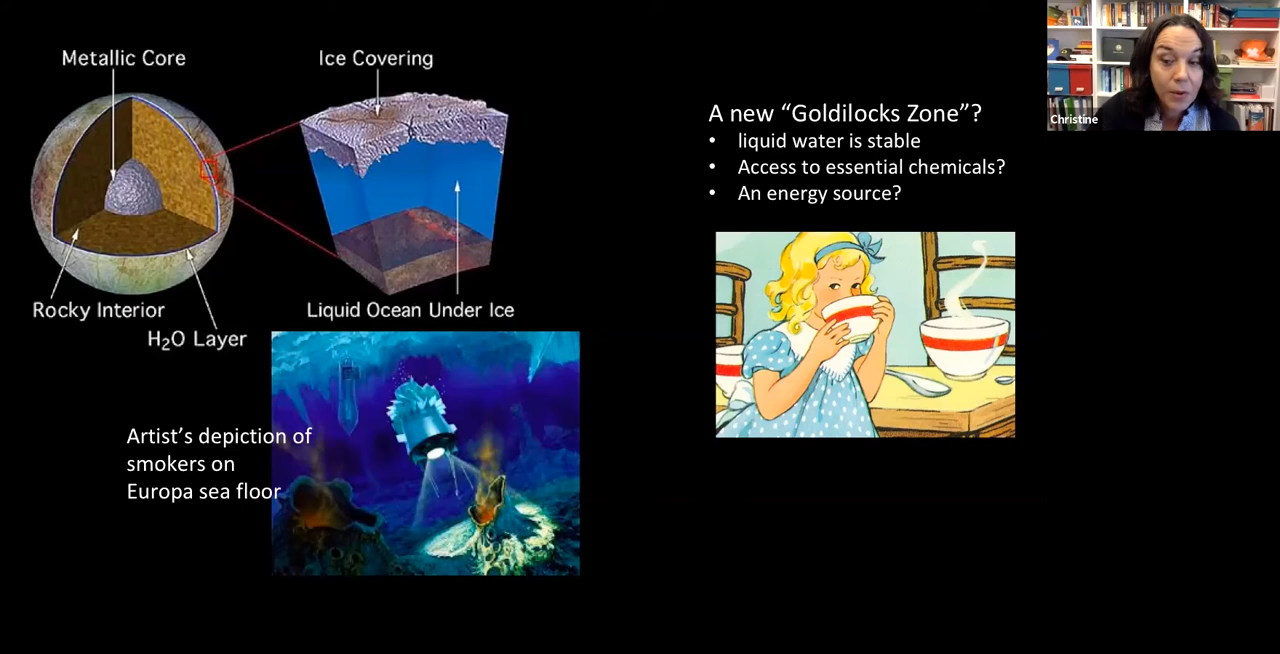 Metallic Core
Ice Covering
Rocky Interior
H₂O Layer
Liquid Ocean Under Ice
Artist’s depiction of
smokers on
Europa sea floor
A new “Goldilocks Zone”?
• liquid water is stable
• Access to essential chemicals?
• An energy source?
Christine